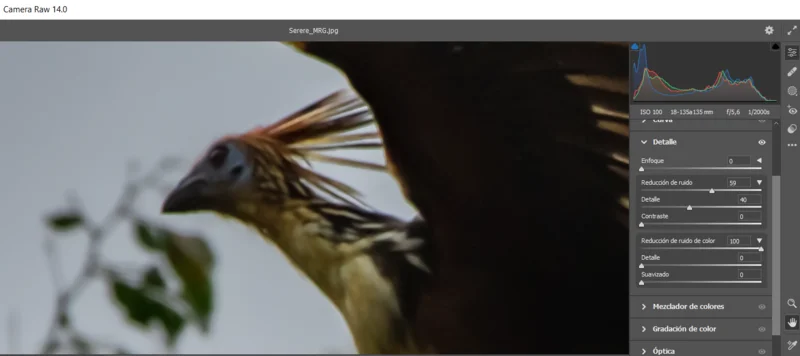 Camera Raw 14.0
Serere_MRG.jpg
ISO 100 18-135a135 mm f/5,6 1/2000s
Curva
Detalle
Enfoque 0
Reducción de ruido 59
Detalle 40
Contraste 0
Reducción de ruido de color 100
Detalle 0
Suavizado 0
Mezclador de colores
Gradación de color
Óptica